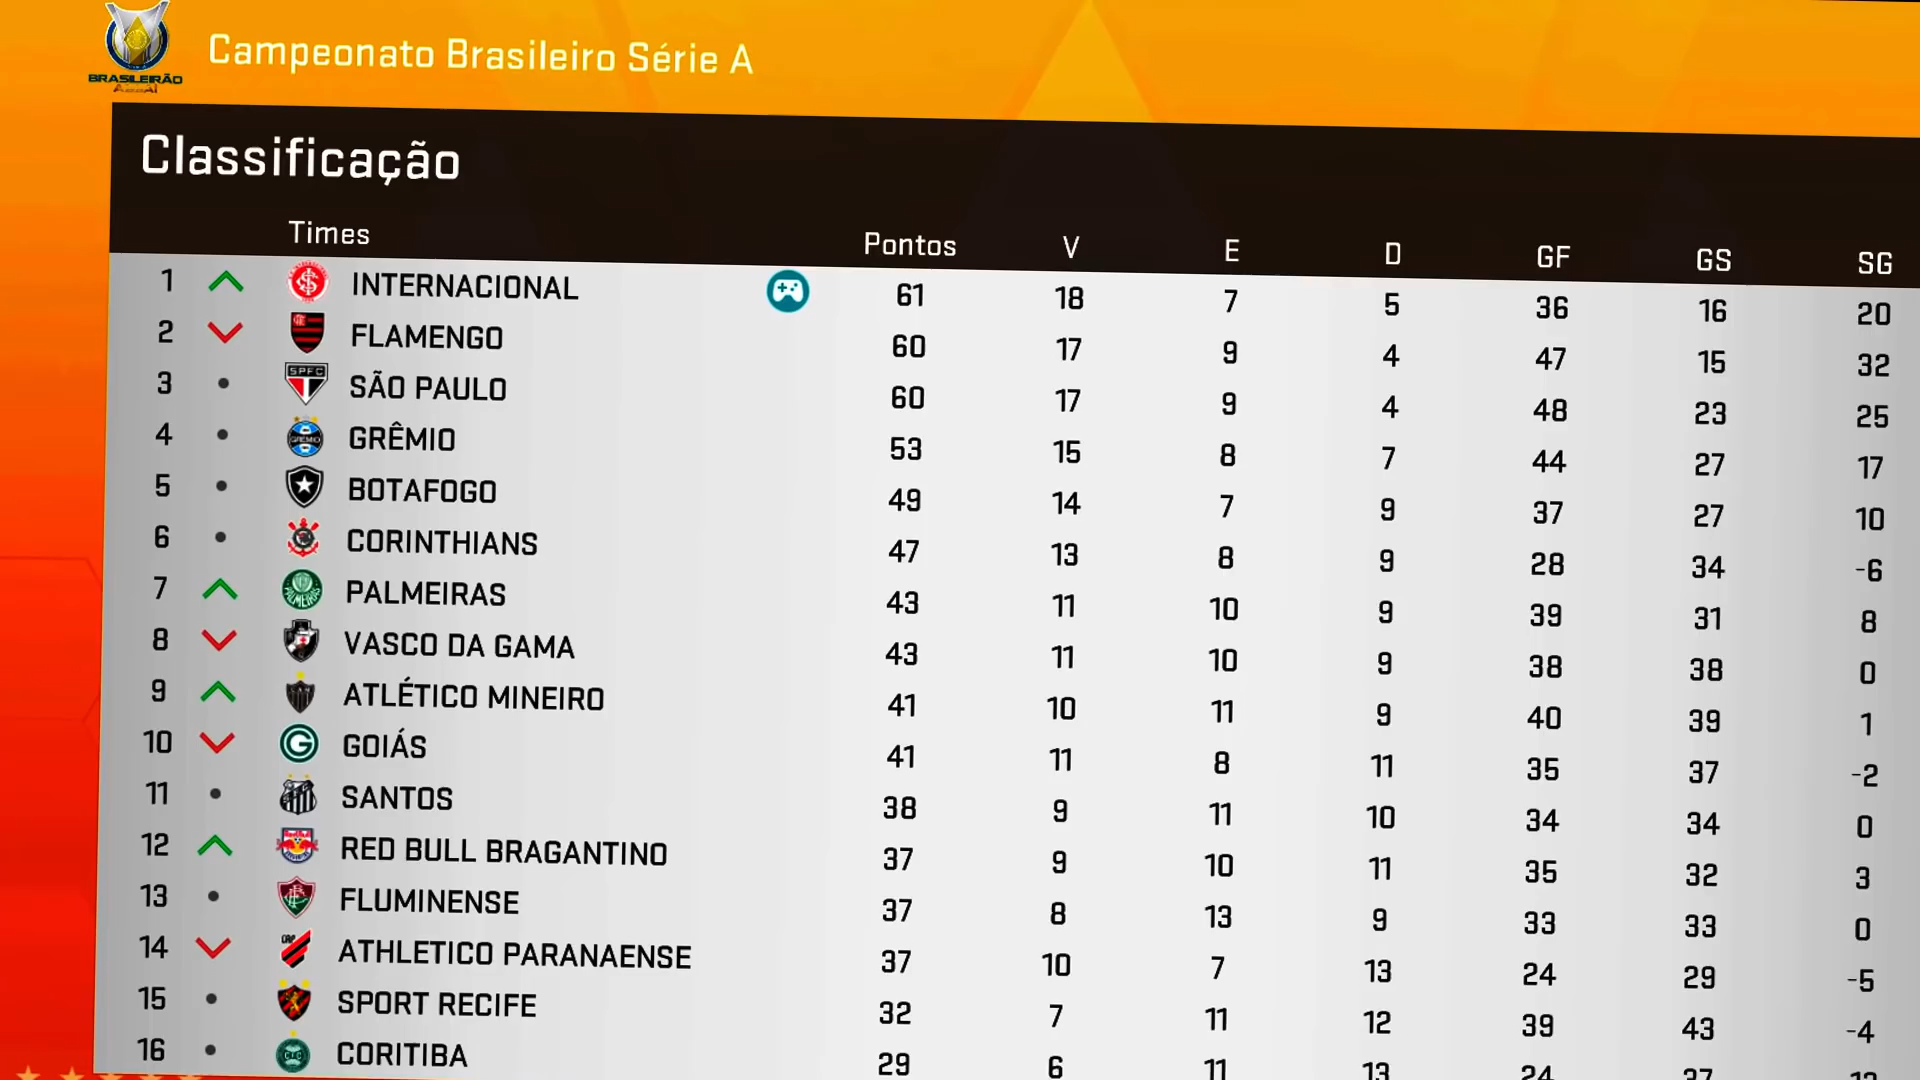 BRASILEIRÃO
Assaí
Campeonato Brasileiro Série A
Classificação
Times Pontos V E D GF GS SG
1 INTERNACIONAL 61 18 7 5 36 16 20
2 FLAMENGO 60 17 9 4 47 15 32
3 SPFC SÃO PAULO 60 17 9 4 48 23 25
4 GRÊMIO 53 15 8 7 44 27 17
5 BOTAFOGO 49 14 7 9 37 27 10
6 CORINTHIANS 47 13 8 9 28 34 -6
7 PALMEIRAS 43 11 10 9 39 31 8
8 VASCO DA GAMA 43 11 10 9 38 38 0
9 ATLÉTICO MINEIRO 41 10 11 9 40 39 1
10 GOIÁS 41 11 8 11 35 37 -2
11 SANTOS 38 9 11 10 34 34 0
12 RED BULL BRAGANTINO 37 9 10 11 35 32 3
13 FLUMINENSE 37 8 13 9 33 33 0
14 CAP ATHLETICO PARANAENSE 37 10 7 13 24 29 -5
15 SPORT RECIFE 32 7 11 12 39 43 -4
16 CORITIBA 29 6 11 13 24 37